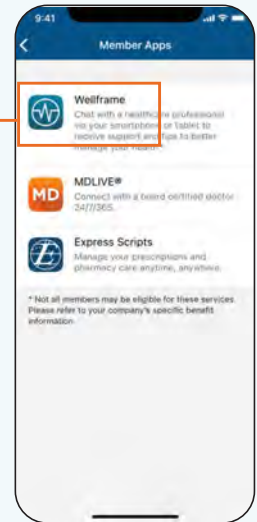 9:41
Member Apps
Wellframe
Chat with a healthcare professional
via your smartphone or tablet to
receive support and tips to better
manage your health.
MD
MDLIVE®
Connect with a board certified doctor
24/7/365.
Express Scripts
Manage your prescriptions and
pharmacy care anytime, anywhere.
* Not all members may be eligible for these services.
Please refer to your company's specific benefit
information.